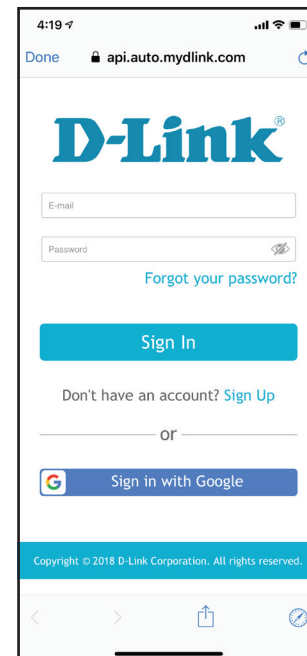 4:19
Done api.auto.mydlink.com
D-Link®
E-mail
Password
Forgot your password?
Sign In
Don't have an account? Sign Up
or
G Sign in with Google
Copyright © 2018 D-Link Corporation. All rights reserved.